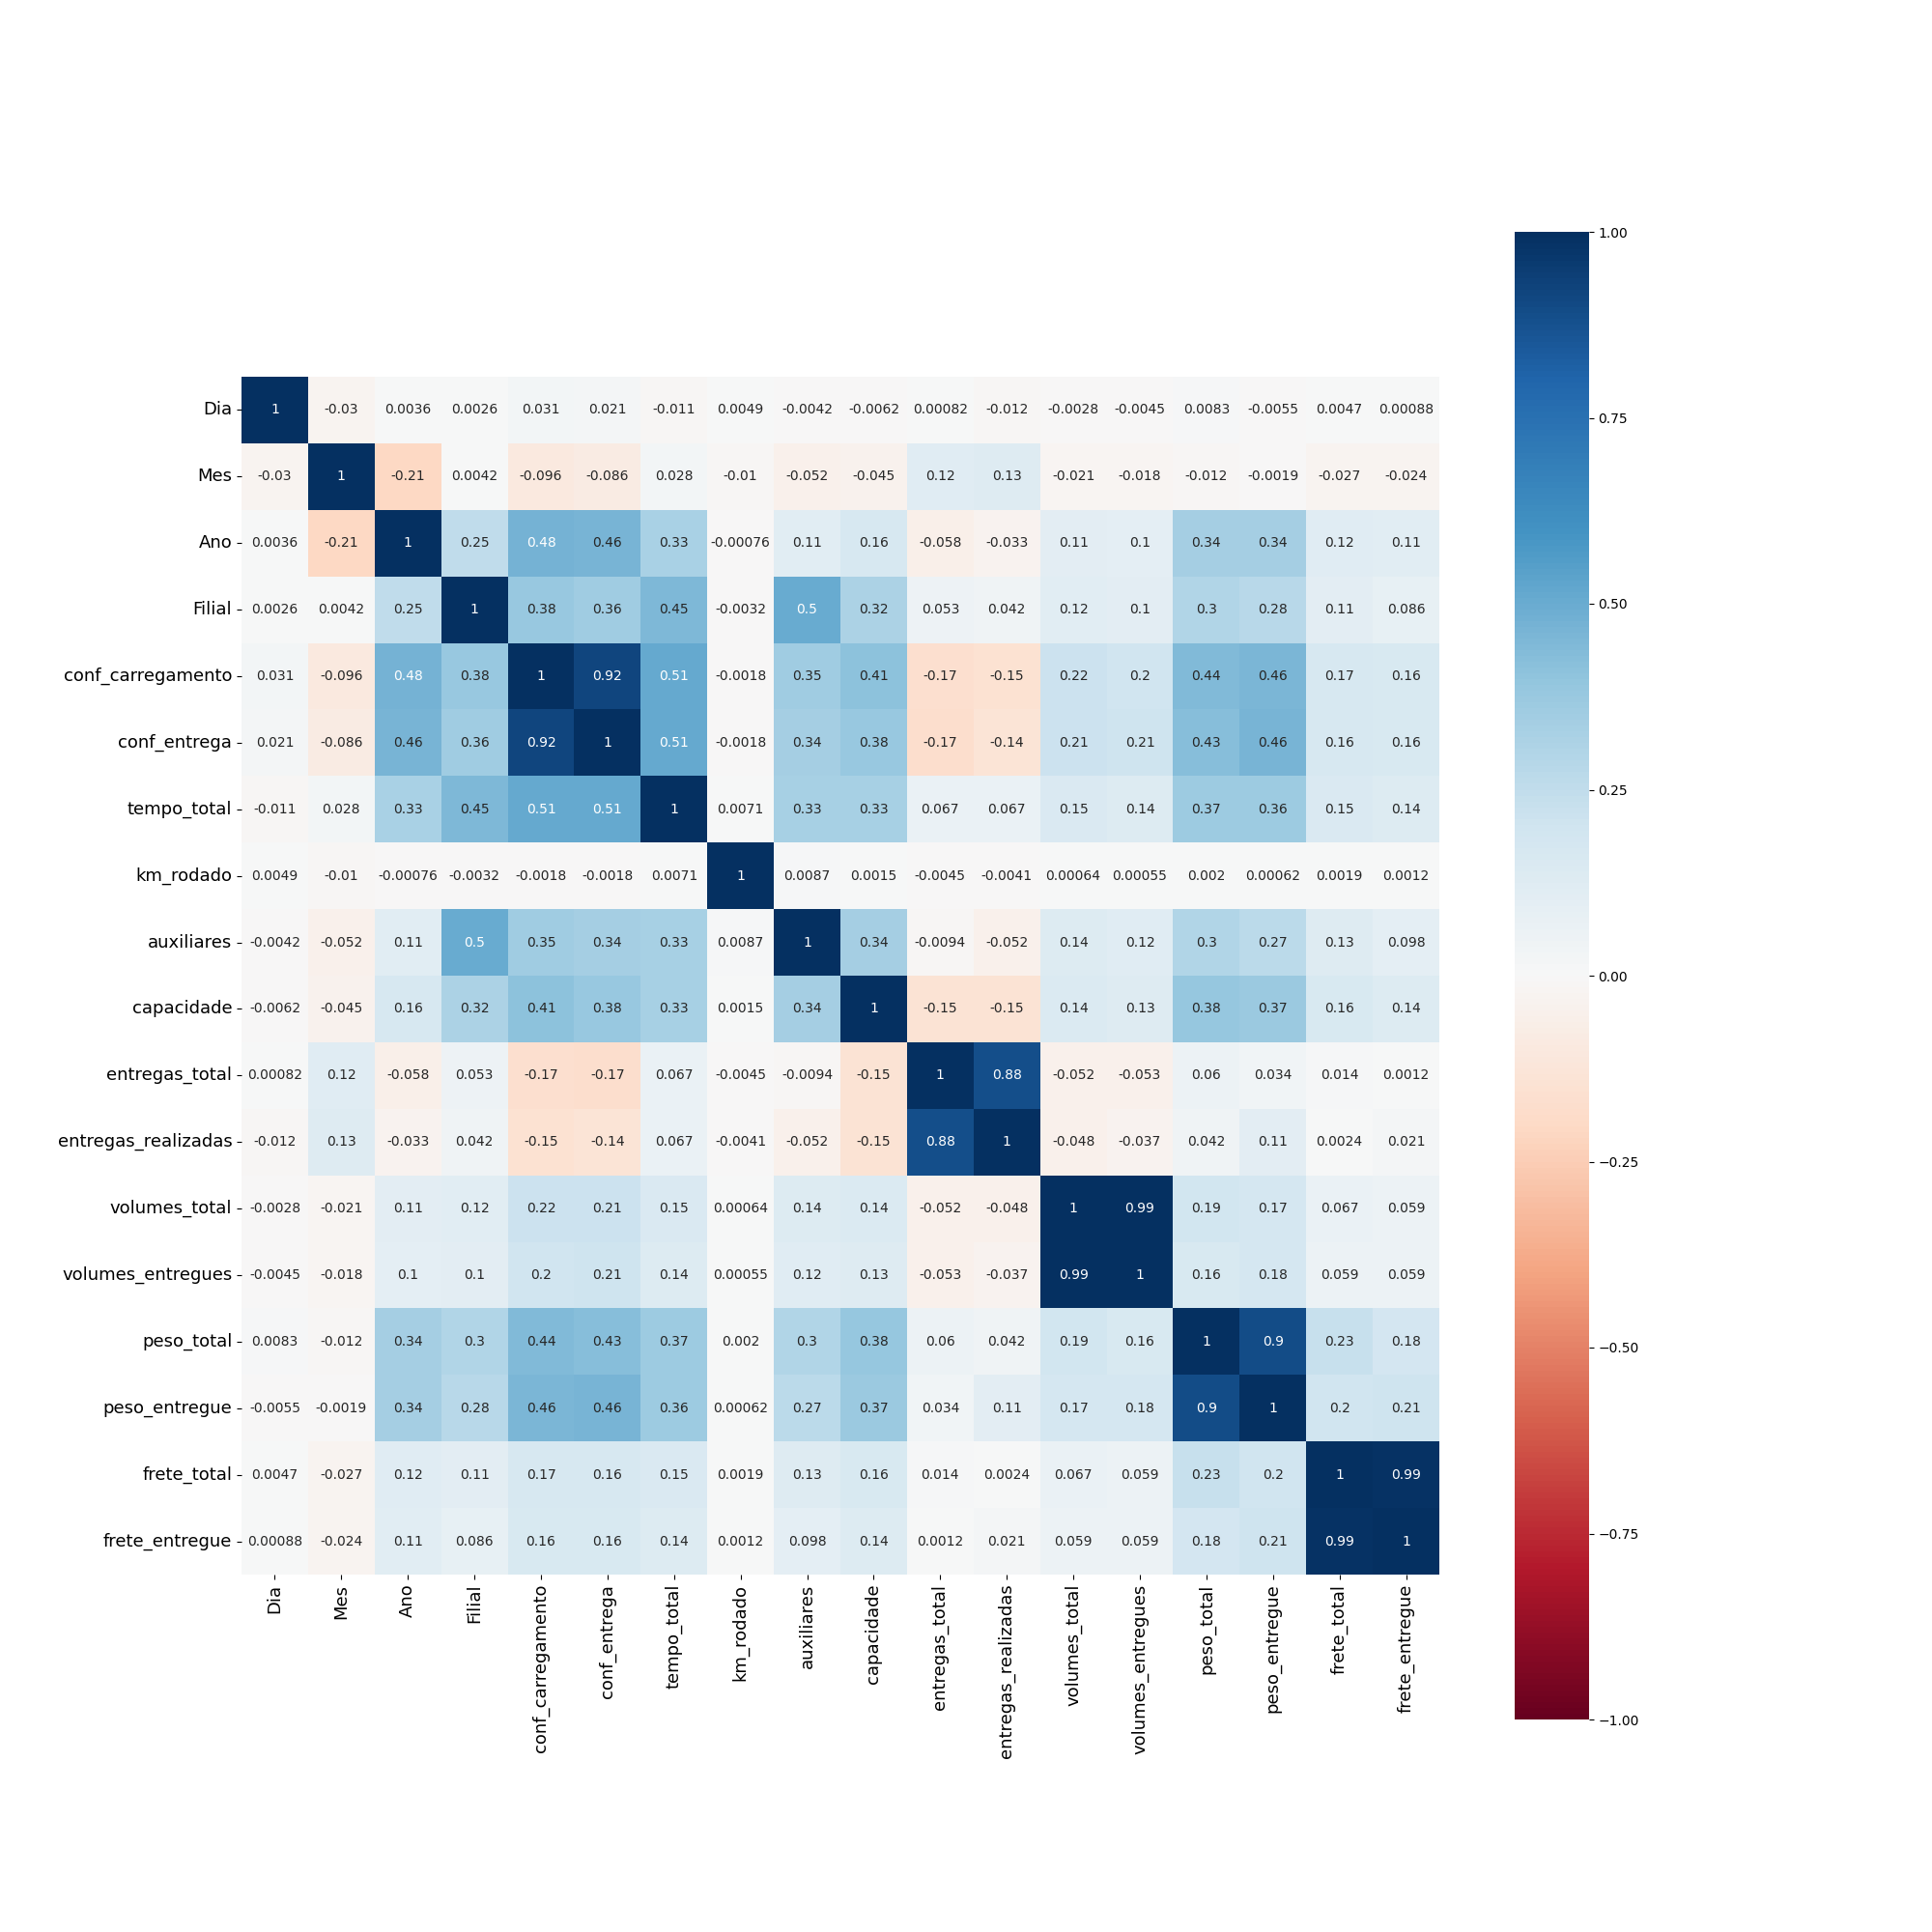 1.00
Dia 1 -0.03 0.0036 0.0026 0.031 0.021 -0.011 0.0049 -0.0042 -0.0062 0.00082 -0.012 -0.0028 -0.0045 0.0083 -0.0055 0.0047 0.00088
0.75
Mes -0.03 1 -0.21 0.0042 -0.096 -0.086 0.028 -0.01 -0.052 -0.045 0.12 0.13 -0.021 -0.018 -0.012 -0.0019 -0.027 -0.024
Ano 0.0036 -0.21 1 0.25 0.48 0.46 0.33 -0.00076 0.11 0.16 -0.058 -0.033 0.11 0.1 0.34 0.34 0.12 0.11
Filial 0.0026 0.0042 0.25 1 0.38 0.36 0.45 -0.0032 0.5 0.32 0.053 0.042 0.12 0.1 0.3 0.28 0.11 0.086
0.50
conf_carregamento 0.031 -0.096 0.48 0.38 1 0.92 0.51 -0.0018 0.35 0.41 -0.17 -0.15 0.22 0.2 0.44 0.46 0.17 0.16
conf_entrega 0.021 -0.086 0.46 0.36 0.92 1 0.51 -0.0018 0.34 0.38 -0.17 -0.14 0.21 0.21 0.43 0.46 0.16 0.16
0.25
tempo_total -0.011 0.028 0.33 0.45 0.51 0.51 1 0.0071 0.33 0.33 0.067 0.067 0.15 0.14 0.37 0.36 0.15 0.14
km_rodado 0.0049 -0.01 -0.00076 -0.0032 -0.0018 -0.0018 0.0071 1 0.0087 0.0015 -0.0045 -0.0041 0.00064 0.00055 0.002 0.00062 0.0019 0.0012
auxiliares -0.0042 -0.052 0.11 0.5 0.35 0.34 0.33 0.0087 1 0.34 -0.0094 -0.052 0.14 0.12 0.3 0.27 0.13 0.098
0.00
capacidade -0.0062 -0.045 0.16 0.32 0.41 0.38 0.33 0.0015 0.34 1 -0.15 -0.15 0.14 0.13 0.38 0.37 0.16 0.14
entregas_total 0.00082 0.12 -0.058 0.053 -0.17 -0.17 0.067 -0.0045 -0.0094 -0.15 1 0.88 -0.052 -0.053 0.06 0.034 0.014 0.0012
entregas_realizadas -0.012 0.13 -0.033 0.042 -0.15 -0.14 0.067 -0.0041 -0.052 -0.15 0.88 1 -0.048 -0.037 0.042 0.11 0.0024 0.021
−0.25
volumes_total -0.0028 -0.021 0.11 0.12 0.22 0.21 0.15 0.00064 0.14 0.14 -0.052 -0.048 1 0.99 0.19 0.17 0.067 0.059
volumes_entregues -0.0045 -0.018 0.1 0.1 0.2 0.21 0.14 0.00055 0.12 0.13 -0.053 -0.037 0.99 1 0.16 0.18 0.059 0.059
peso_total 0.0083 -0.012 0.34 0.3 0.44 0.43 0.37 0.002 0.3 0.38 0.06 0.042 0.19 0.16 1 0.9 0.23 0.18
−0.50
peso_entregue -0.0055 -0.0019 0.34 0.28 0.46 0.46 0.36 0.00062 0.27 0.37 0.034 0.11 0.17 0.18 0.9 1 0.2 0.21
frete_total 0.0047 -0.027 0.12 0.11 0.17 0.16 0.15 0.0019 0.13 0.16 0.014 0.0024 0.067 0.059 0.23 0.2 1 0.99
−0.75
frete_entregue 0.00088 -0.024 0.11 0.086 0.16 0.16 0.14 0.0012 0.098 0.14 0.0012 0.021 0.059 0.059 0.18 0.21 0.99 1
−1.00
Dia
Mes
Ano
Filial
conf_carregamento
conf_entrega
tempo_total
km_rodado
auxiliares
capacidade
entregas_total
entregas_realizadas
volumes_total
volumes_entregues
peso_total
peso_entregue
frete_total
frete_entregue